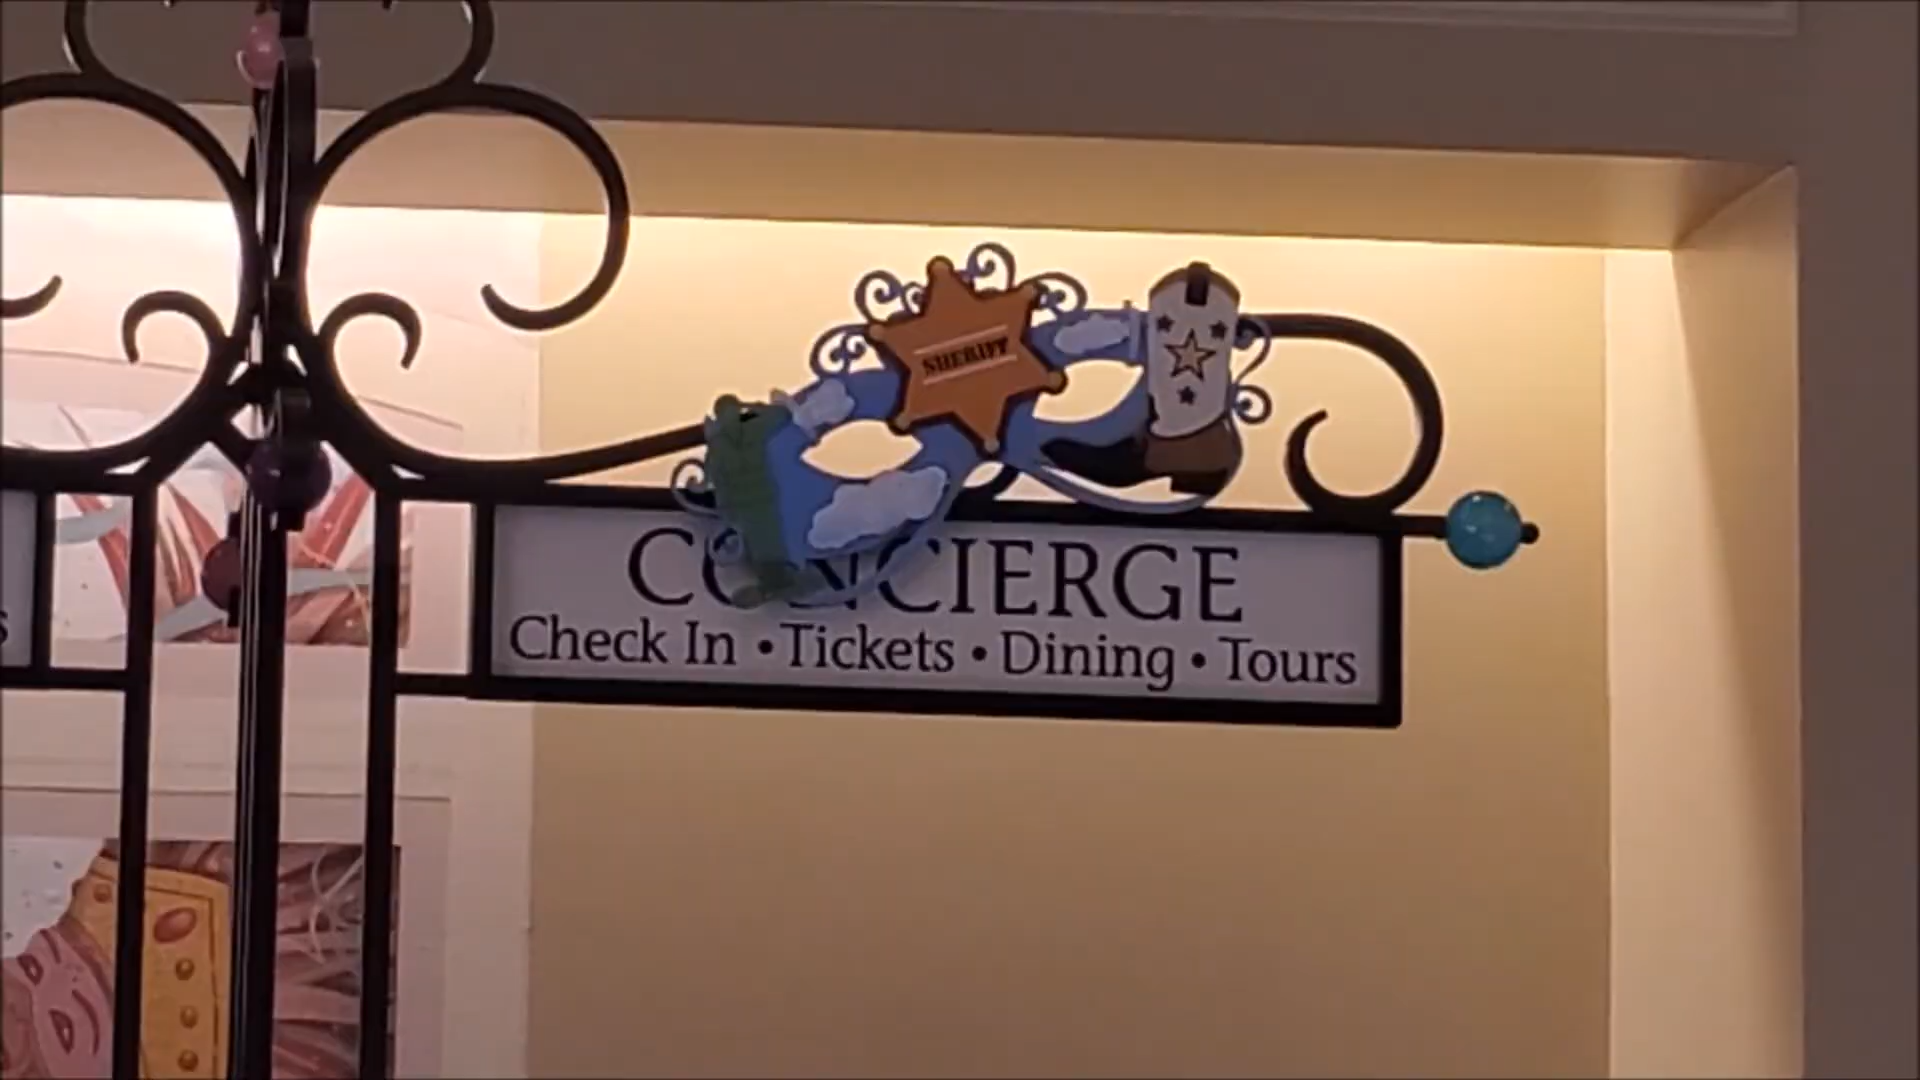 SHERIFF
CONCIERGE
Check In • Tickets • Dining • Tours